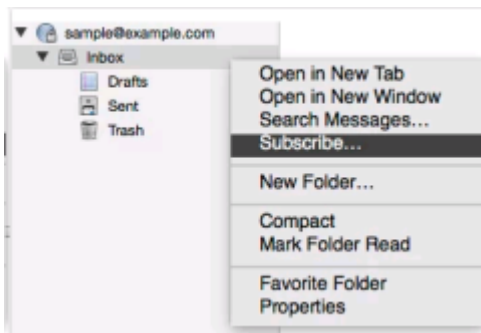 sample@example.com
Inbox
Drafts
Sent
Trash
Open in New Tab
Open in New Window
Search Messages...
Subscribe...
New Folder...
Compact
Mark Folder Read
Favorite Folder
Properties